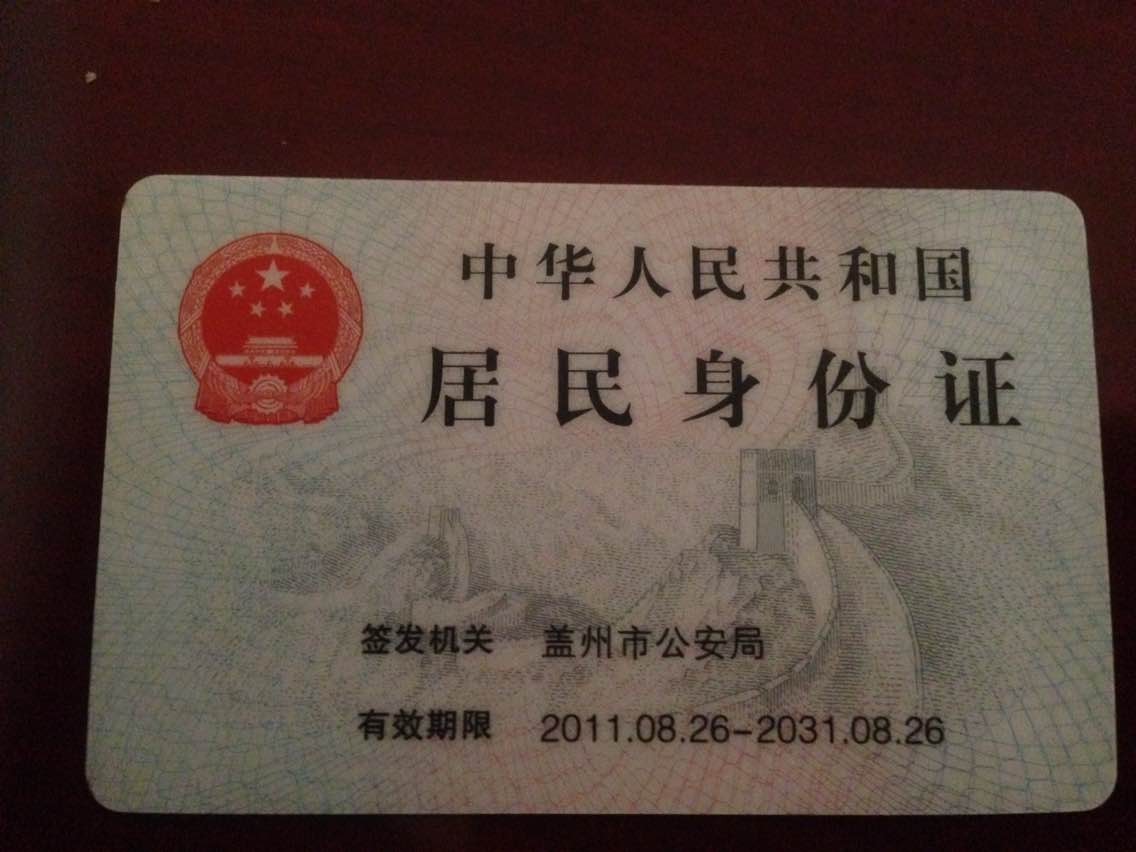 中华人民共和国
居民身份证
签发机关 盖州市公安局
有效期限 2011.08.26-2031.08.26